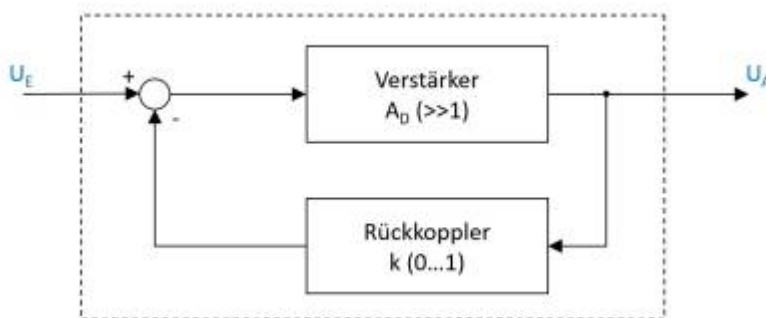 U_E
+
-
Verstärker
A_D (>>1)
U_A
Rückkoppler
k (0...1)